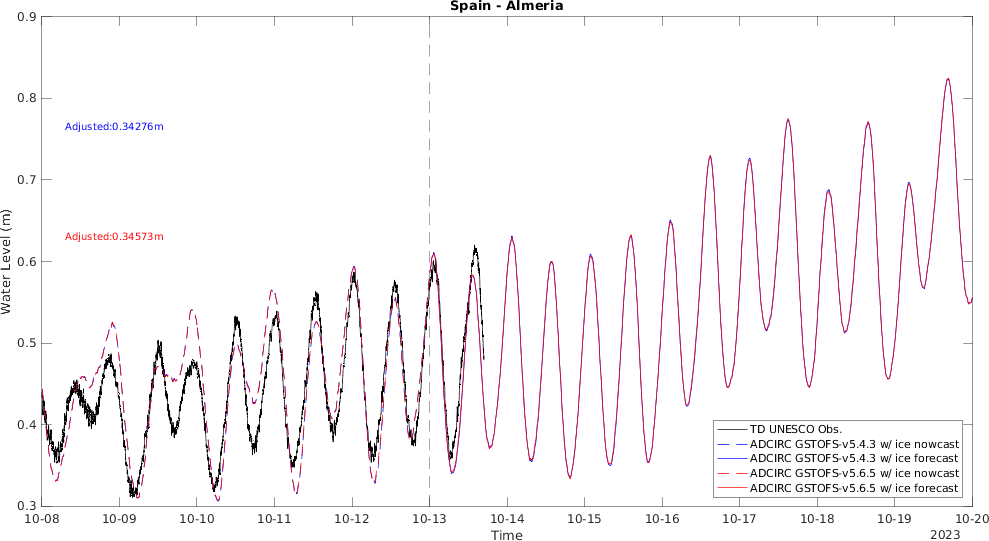 Spain - Almeria
0.9
0.8
0.7
0.6
0.5
0.4
0.3
Water Level (m)
Adjusted:0.34276m
Adjusted:0.34573m
TD UNESCO Obs.
ADCIRC GSTOFS-v5.4.3 w/ ice nowcast
ADCIRC GSTOFS-v5.4.3 w/ ice forecast
ADCIRC GSTOFS-v5.6.5 w/ ice nowcast
ADCIRC GSTOFS-v5.6.5 w/ ice forecast
10-08 10-09 10-10 10-11 10-12 10-13 10-14 10-15 10-16 10-17 10-18 10-19 10-20
Time
2023